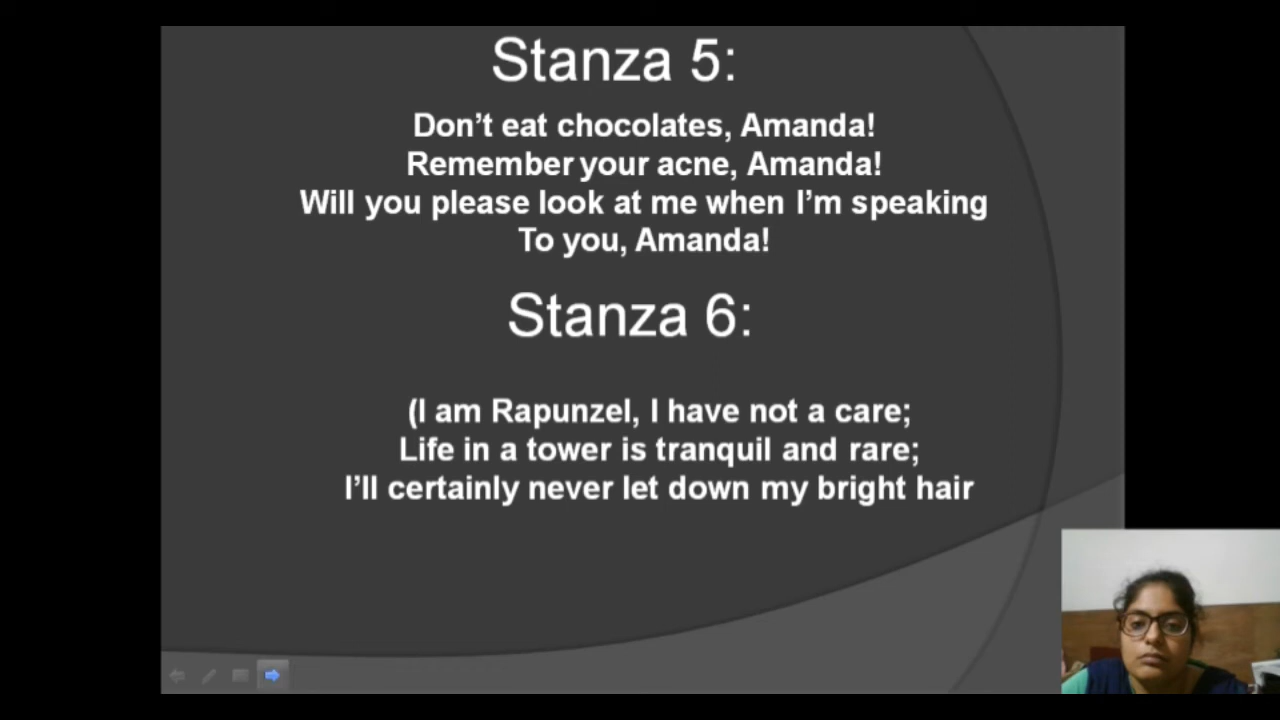 Stanza 5:
Don't eat chocolates, Amanda!
Remember your acne, Amanda!
Will you please look at me when I'm speaking
To you, Amanda!
Stanza 6:
(I am Rapunzel, I have not a care;
Life in a tower is tranquil and rare;
I'll certainly never let down my bright hair